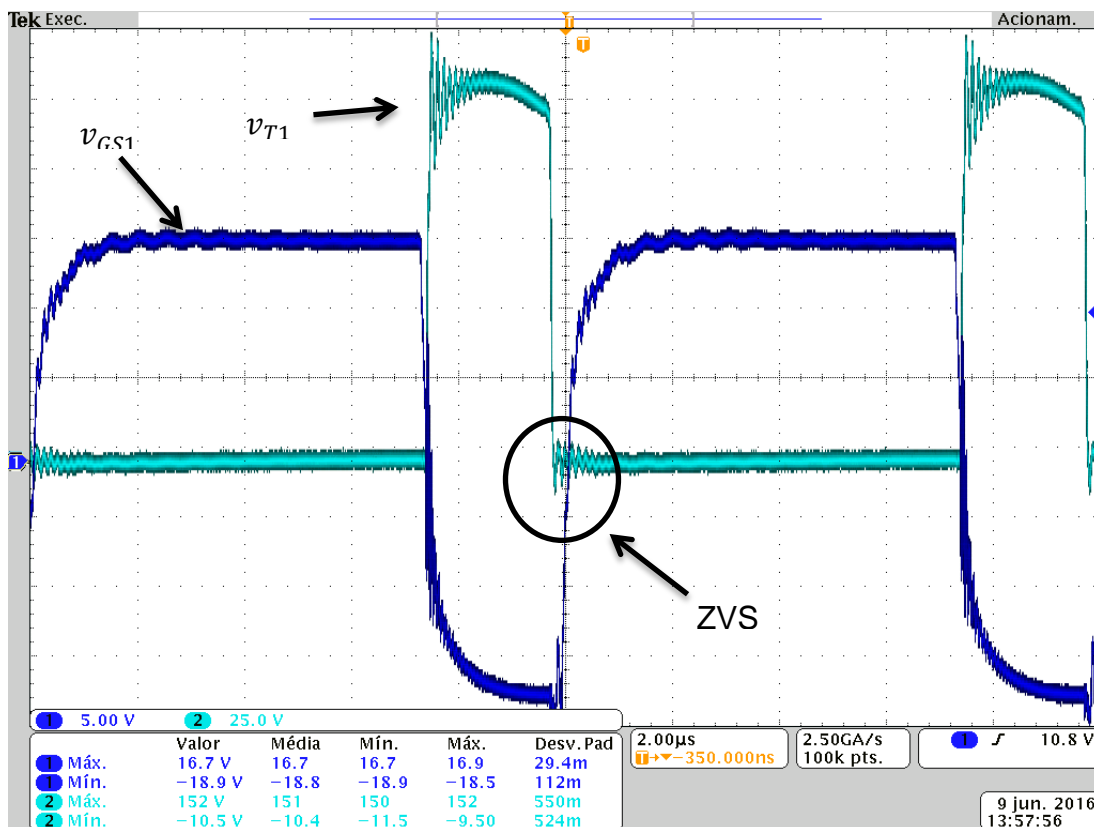 Tek Exec.
T
Acionam.
T
v_GS1
v_T1
1
ZVS
1 5.00 V 2 25.0 V
Valor Média Mín. Máx. Desv.Pad
1 Máx. 16.7 V 16.7 16.7 16.9 29.4m
1 Mín. −18.9 V −18.8 −18.9 −18.5 112m
2 Máx. 152 V 151 150 152 550m
2 Mín. −10.5 V −10.4 −11.5 −9.50 524m
2.00µs
T→▼−350.000ns
2.50GA/s
100k pts.
1 ʃ 10.8 V
9 jun. 2016
13:57:56